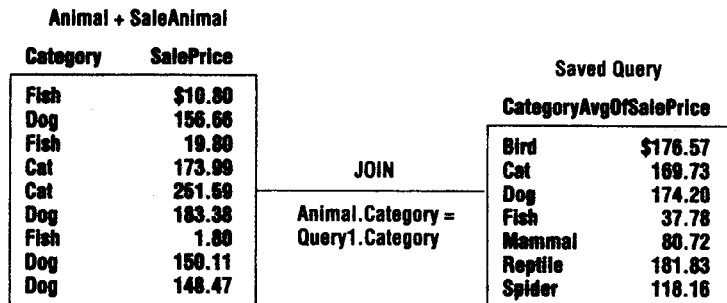 Animal + SaleAnimal
Category SalePrice
Fish $10.80
Dog 156.66
Fish 19.80
Cat 173.99
Cat 251.59
Dog 183.38
Fish 1.80
Dog 150.11
Dog 148.47
JOIN
Animal.Category =
Query1.Category
Saved Query
CategoryAvgOfSalePrice
Bird $176.57
Cat 169.73
Dog 174.20
Fish 37.78
Mammal 80.72
Reptile 181.83
Spider 118.16